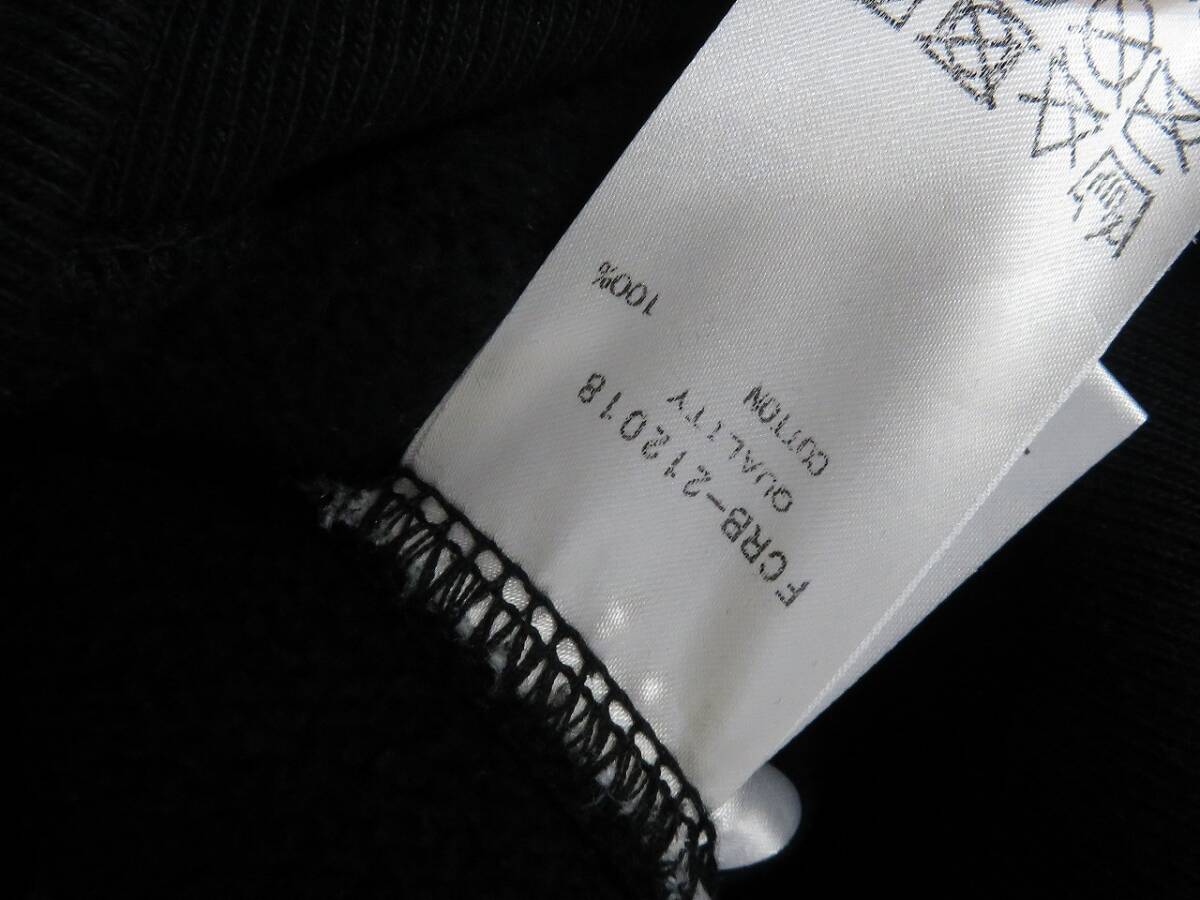 FCRB-212018
QUALITY
COTTON
100%